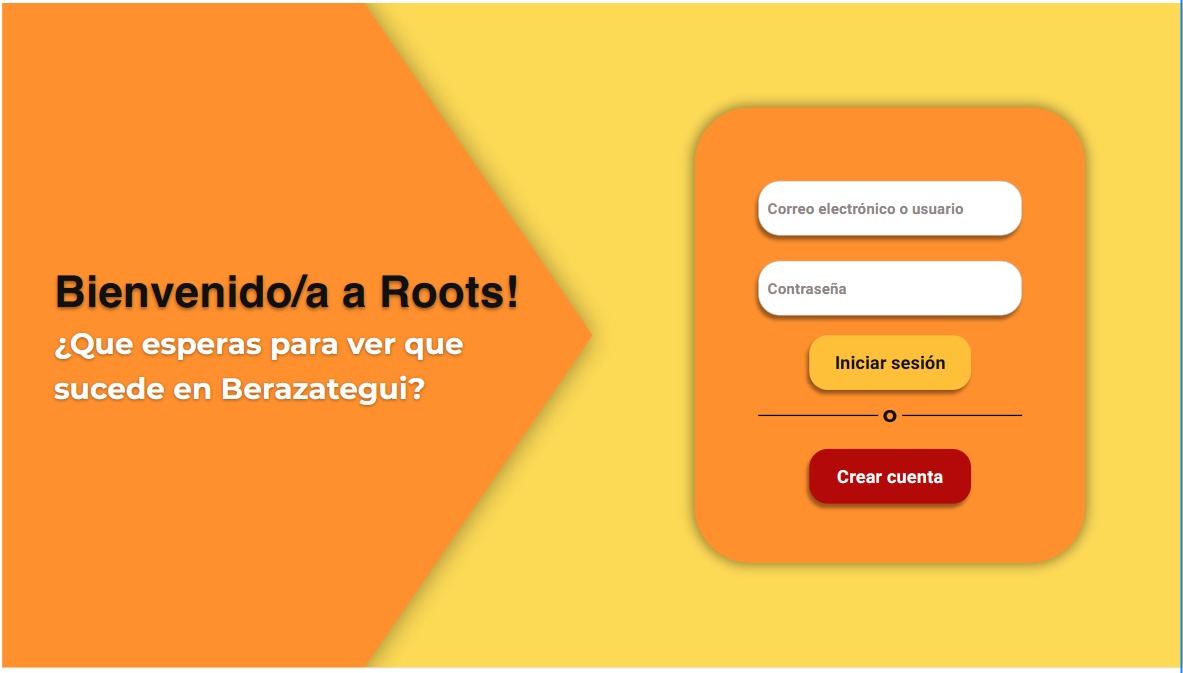 Bienvenido/a a Roots!
¿Que esperas para ver que
sucede en Berazategui?
Correo electrónico o usuario
Contraseña
Iniciar sesión
o
Crear cuenta